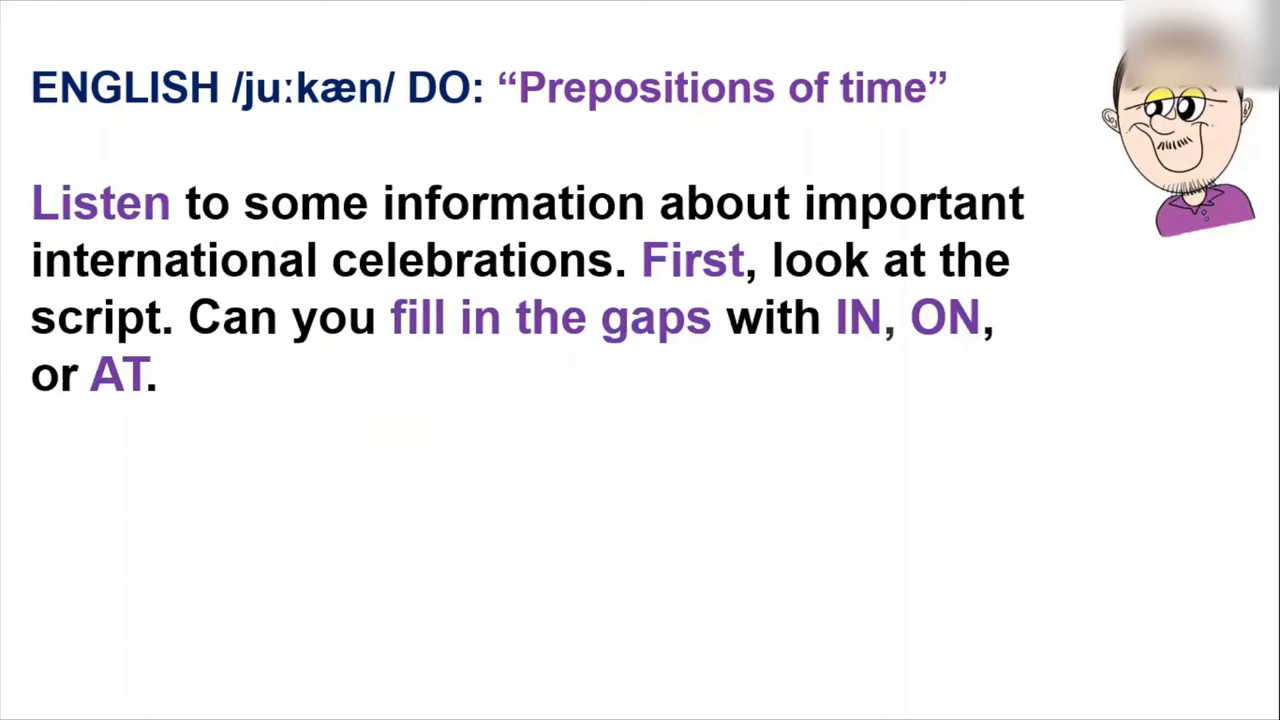 ENGLISH /juːkæn/ DO: “Prepositions of time”
Listen to some information about important
international celebrations. First, look at the
script. Can you fill in the gaps with IN, ON,
or AT.